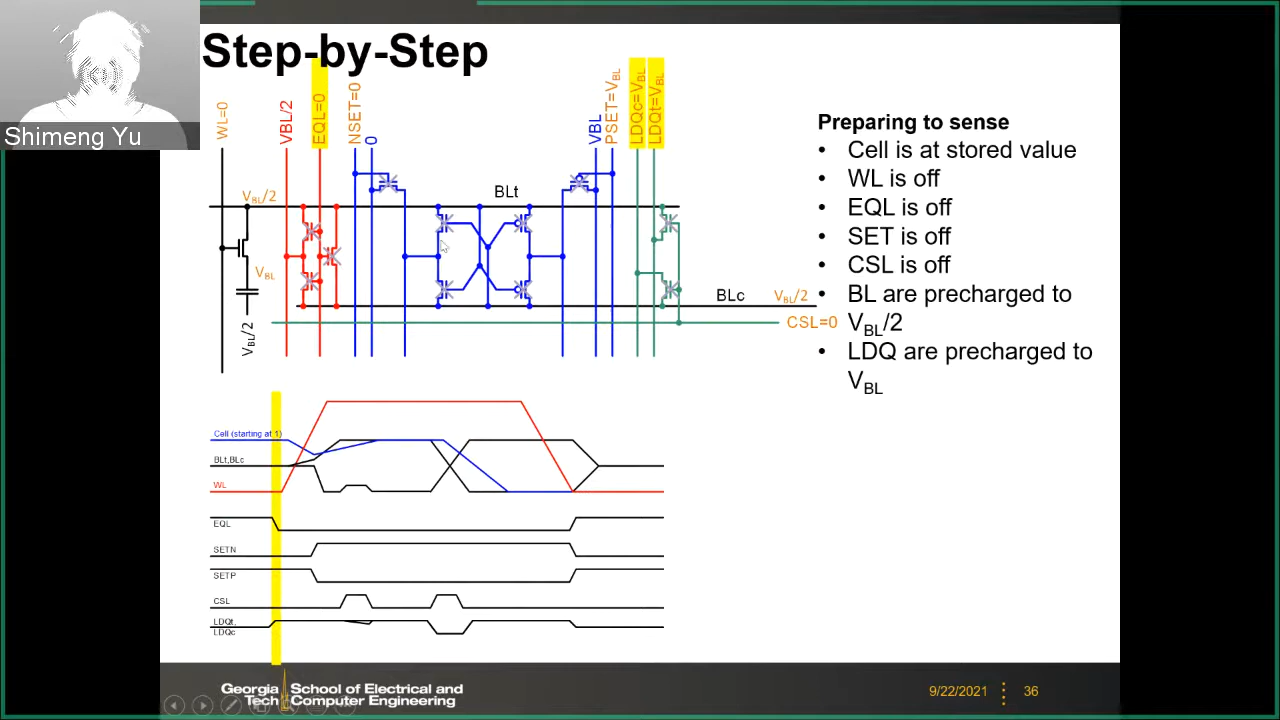 Step-by-Step
Shimeng Yu
WL=0
VBL/2
EQL=0
NSET=0
0
VBL
PSET=VBL
LDQc=VBL
LDQt=VBL
VBL/2
BLt
VBL
VBL/2
BLc
VBL/2
CSL=0
Preparing to sense
• Cell is at stored value
• WL is off
• EQL is off
• SET is off
• CSL is off
• BL are precharged to
VBL/2
• LDQ are precharged to
VBL
Cell (starting at 1)
BLt,BLc
WL
EQL
SETN
SETP
CSL
LDQt,
LDQc
Georgia Tech School of Electrical and
Computer Engineering
9/22/2021
36